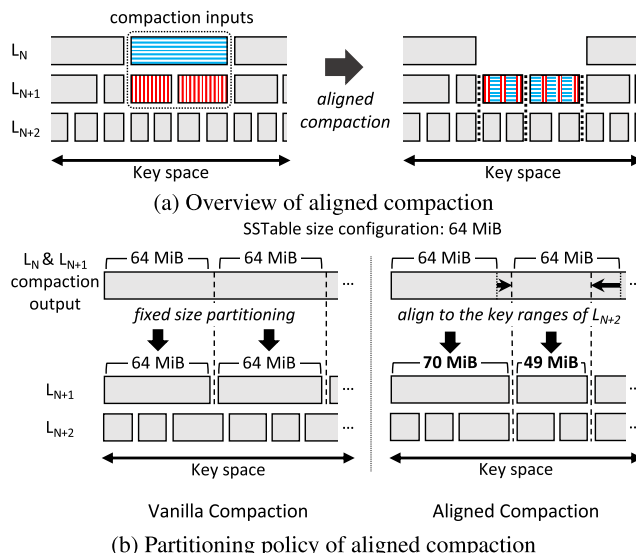 compaction inputs
L_N
L_N+1
L_N+2
aligned
compaction
Key space
Key space
(a) Overview of aligned compaction
SSTable size configuration: 64 MiB
L_N & L_N+1
compaction
output
64 MiB
64 MiB
...
fixed size partitioning
64 MiB
64 MiB
...
L_N+1
L_N+2
...
Key space
Vanilla Compaction
64 MiB
64 MiB
...
align to the key ranges of L_N+2
70 MiB
49 MiB
...
...
Key space
Aligned Compaction
(b) Partitioning policy of aligned compaction